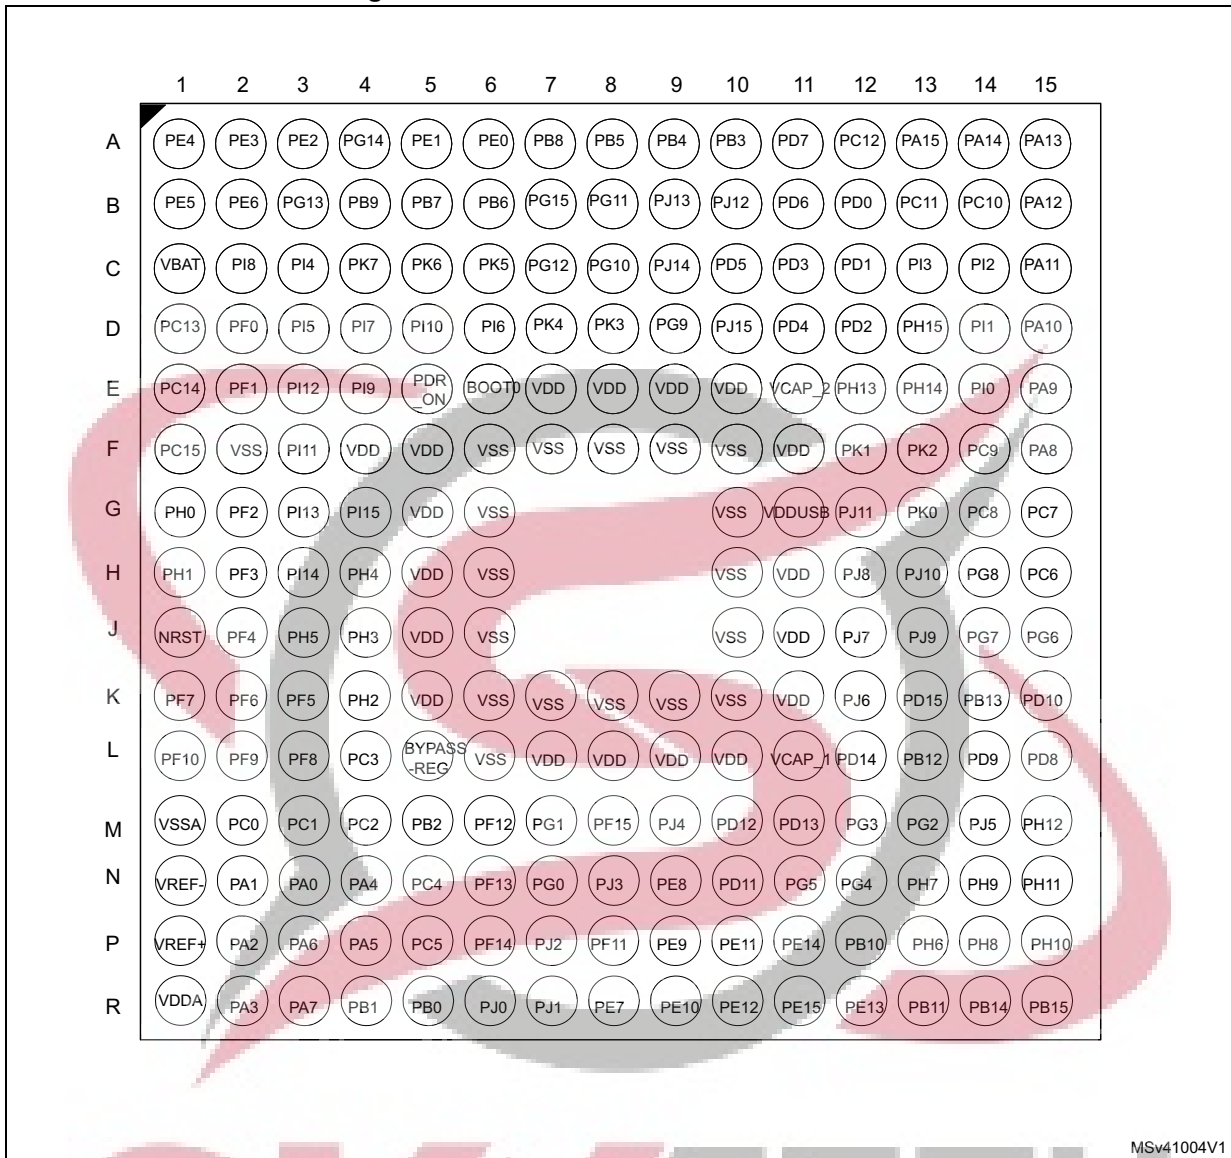 1 2 3 4 5 6 7 8 9 10 11 12 13 14 15
A PE4 PE3 PE2 PG14 PE1 PE0 PB8 PB5 PB4 PB3 PD7 PC12 PA15 PA14 PA13
B PE5 PE6 PG13 PB9 PB7 PB6 PG15 PG11 PJ13 PJ12 PD6 PD0 PC11 PC10 PA12
C VBAT PI8 PI4 PK7 PK6 PK5 PG12 PG10 PJ14 PD5 PD3 PD1 PI3 PI2 PA11
D PC13 PF0 PI5 PI7 PI10 PI6 PK4 PK3 PG9 PJ15 PD4 PD2 PH15 PI1 PA10
E PC14 PF1 PI12 PI9 PDR_ON BOOT0 VDD VDD VDD VDD VCAP_2 PH13 PH14 PI0 PA9
F PC15 VSS PI11 VDD VDD VSS VSS VSS VSS VSS VDD PK1 PK2 PC9 PA8
G PH0 PF2 PI13 PI15 VDD VSS VSS VDDUSB PJ11 PK0 PC8 PC7
H PH1 PF3 PI14 PH4 VDD VSS VSS VDD PJ8 PJ10 PG8 PC6
J NRST PF4 PH5 PH3 VDD VSS VSS VDD PJ7 PJ9 PG7 PG6
K PF7 PF6 PF5 PH2 VDD VSS VSS VSS VSS VSS VDD PJ6 PD15 PB13 PD10
L PF10 PF9 PF8 PC3 BYPASS-REG VSS VDD VDD VDD VDD VCAP_1 PD14 PB12 PD9 PD8
M VSSA PC0 PC1 PC2 PB2 PF12 PG1 PF15 PJ4 PD12 PD13 PG3 PG2 PJ5 PH12
N VREF- PA1 PA0 PA4 PC4 PF13 PG0 PJ3 PE8 PD11 PG5 PG4 PH7 PH9 PH11
P VREF+ PA2 PA6 PA5 PC5 PF14 PJ2 PF11 PE9 PE11 PE14 PB10 PH6 PH8 PH10
R VDDA PA3 PA7 PB1 PB0 PJ0 PJ1 PE7 PE10 PE12 PE15 PE13 PB11 PB14 PB15
MSv41004V1